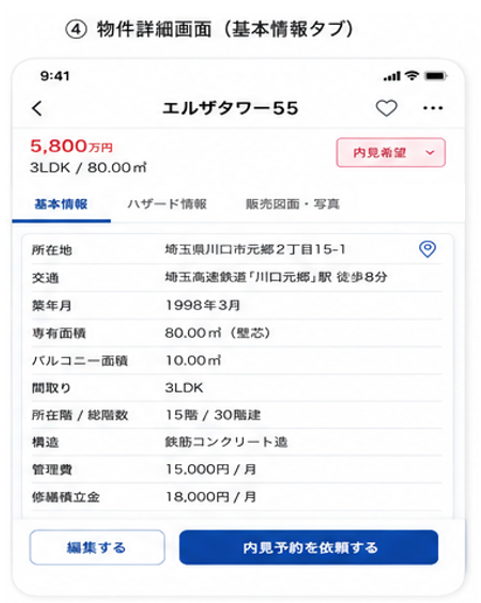 ④ 物件詳細画面（基本情報タブ）
9:41
エルザタワー55
5,800万円
3LDK / 80.00㎡
内見希望
基本情報 ハザード情報 販売図面・写真
所在地 埼玉県川口市元郷2丁目15-1
交通 埼玉高速鉄道「川口元郷」駅 徒歩8分
築年月 1998年3月
専有面積 80.00㎡（壁芯）
バルコニー面積 10.00㎡
間取り 3LDK
所在階 / 総階数 15階 / 30階建
構造 鉄筋コンクリート造
管理費 15,000円 / 月
修繕積立金 18,000円 / 月
編集する 内見予約を依頼する